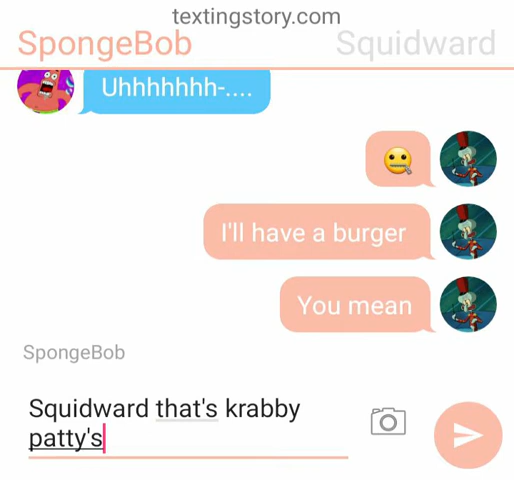 textingstory.com
SpongeBob Squidward
Uhhhhhhh-....
🤐
I'll have a burger
You mean
SpongeBob
Squidward that's krabby
patty's